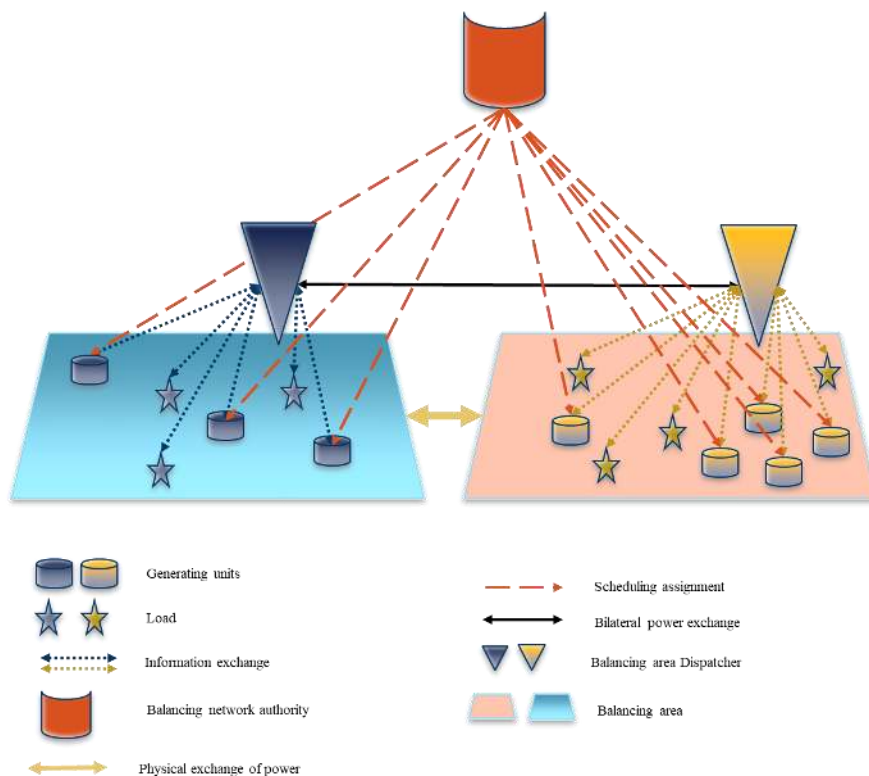 Generating units
Scheduling assignment
Load
Bilateral power exchange
Information exchange
Balancing area Dispatcher
Balancing network authority
Balancing area
Physical exchange of power